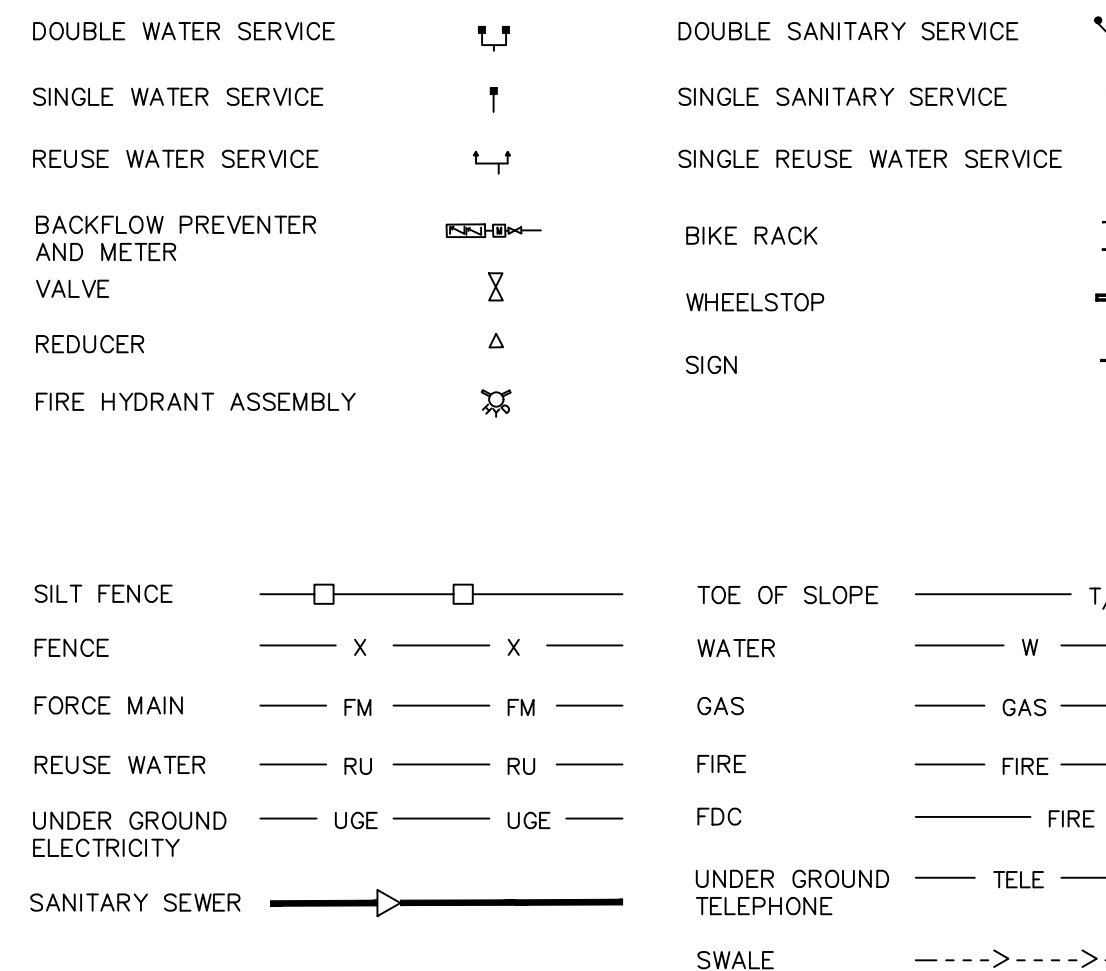 DOUBLE WATER SERVICE
SINGLE WATER SERVICE
REUSE WATER SERVICE
BACKFLOW PREVENTER
AND METER
M
VALVE
REDUCER
FIRE HYDRANT ASSEMBLY
DOUBLE SANITARY SERVICE
SINGLE SANITARY SERVICE
SINGLE REUSE WATER SERVICE
BIKE RACK
WHEELSTOP
SIGN
SILT FENCE
FENCE X X
FORCE MAIN FM FM
REUSE WATER RU RU
UNDER GROUND UGE UGE
ELECTRICITY
SANITARY SEWER
TOE OF SLOPE T/
WATER W
GAS GAS
FIRE FIRE
FDC FIRE
UNDER GROUND TELE
TELEPHONE
SWALE